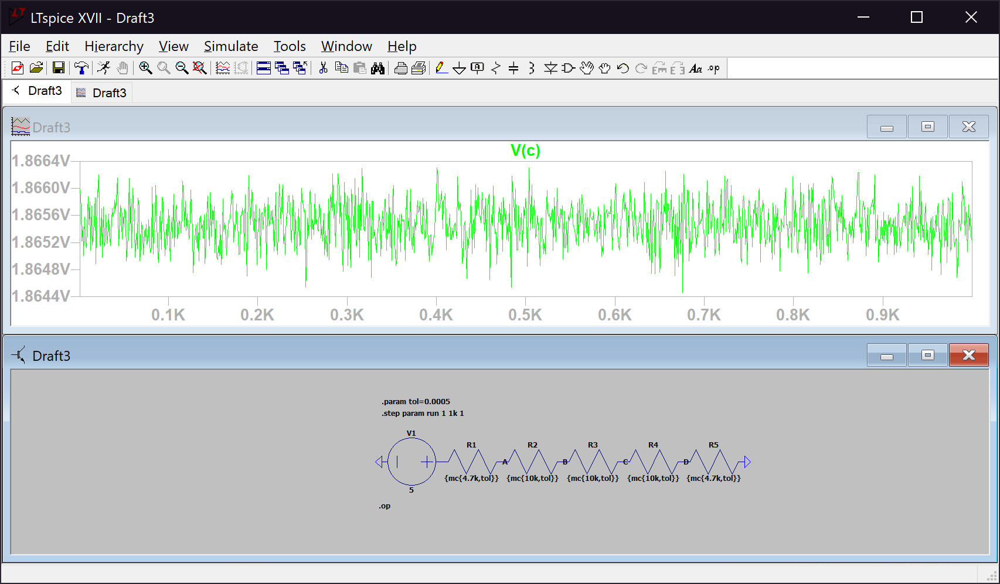 LTspice XVII - Draft3
File Edit Hierarchy View Simulate Tools Window Help
Aa .op
Draft3 Draft3
Draft3
V(c)
1.8664V
1.8660V
1.8656V
1.8652V
1.8648V
1.8644V
0.1K 0.2K 0.3K 0.4K 0.5K 0.6K 0.7K 0.8K 0.9K
Draft3
.param tol=0.0005
.step param run 1 1k 1
V1
R1 R2 R3 R4 R5
A B C D
{mc{4.7k,tol}} {mc{10k,tol}} {mc{10k,tol}} {mc{10k,tol}} {mc{4.7k,tol}}
5
.op